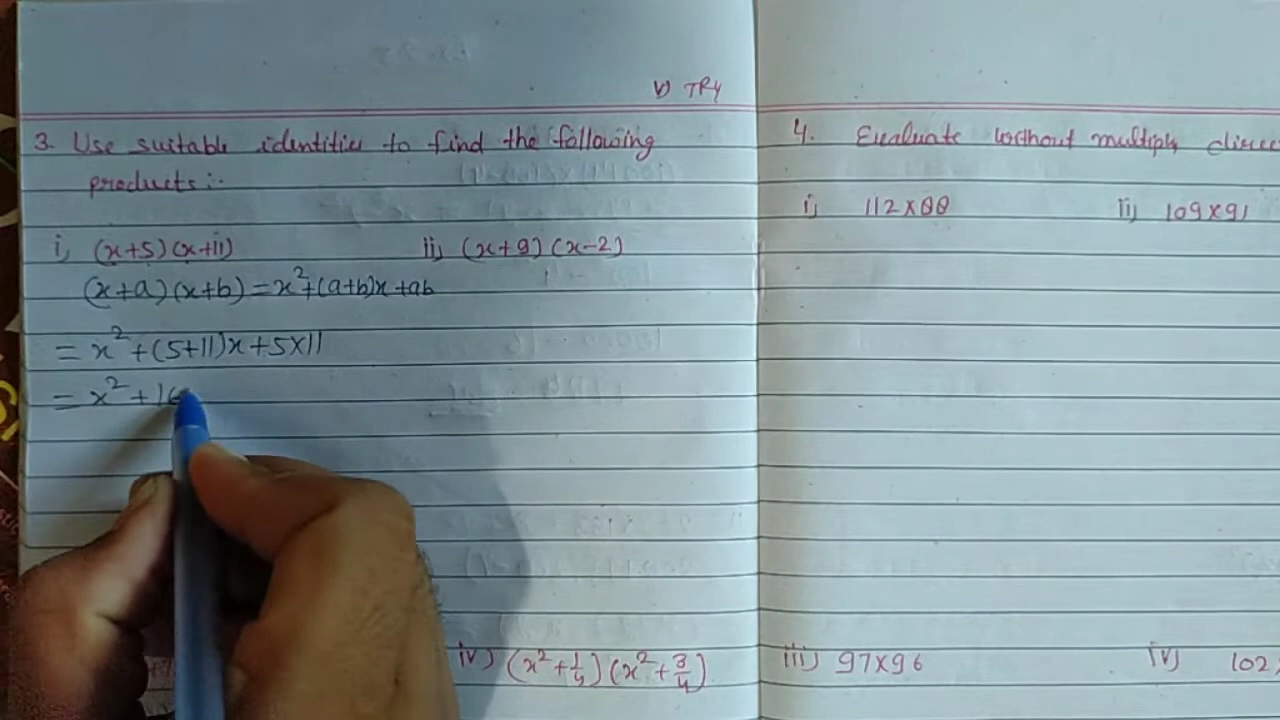 v) TRY
3. Use suitable identities to find the following
products:-
i) (x+5)(x+11)
ii) (x+9)(x-2)
(x+a)(x+b)=x²+(a+b)x+ab
= x²+(5+11)x+5×11
= x²+16
iv) (x²+1/5)(x²+3/4)
4. Evaluate without multiply direc
i) 112×88
ii) 109×91
iii) 97×96
iv) 102